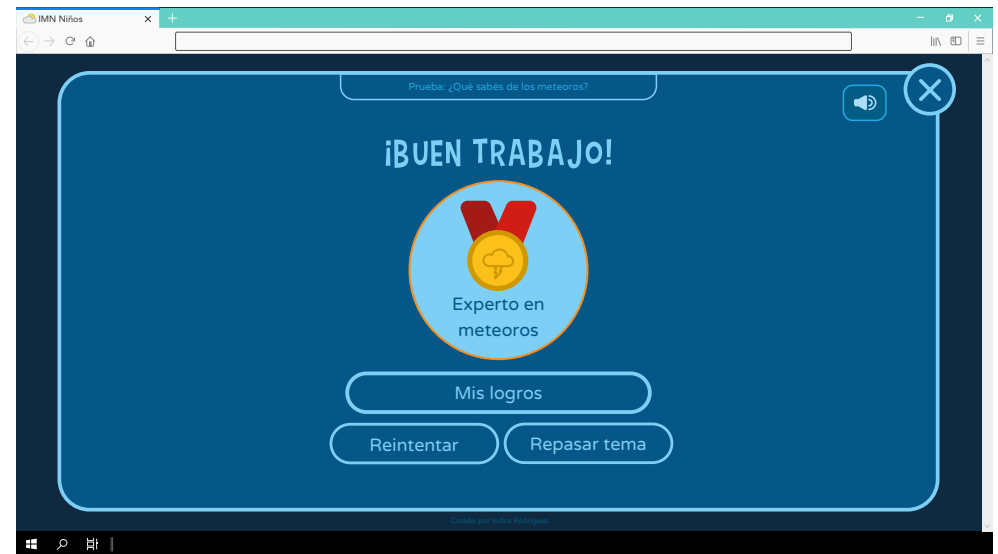 IMN Niños
Prueba: ¿Qué sabés de los meteoros?
¡BUEN TRABAJO!
Experto en
meteoros
Mis logros
Reintentar
Repasar tema
Creado por Indira Rodríguez